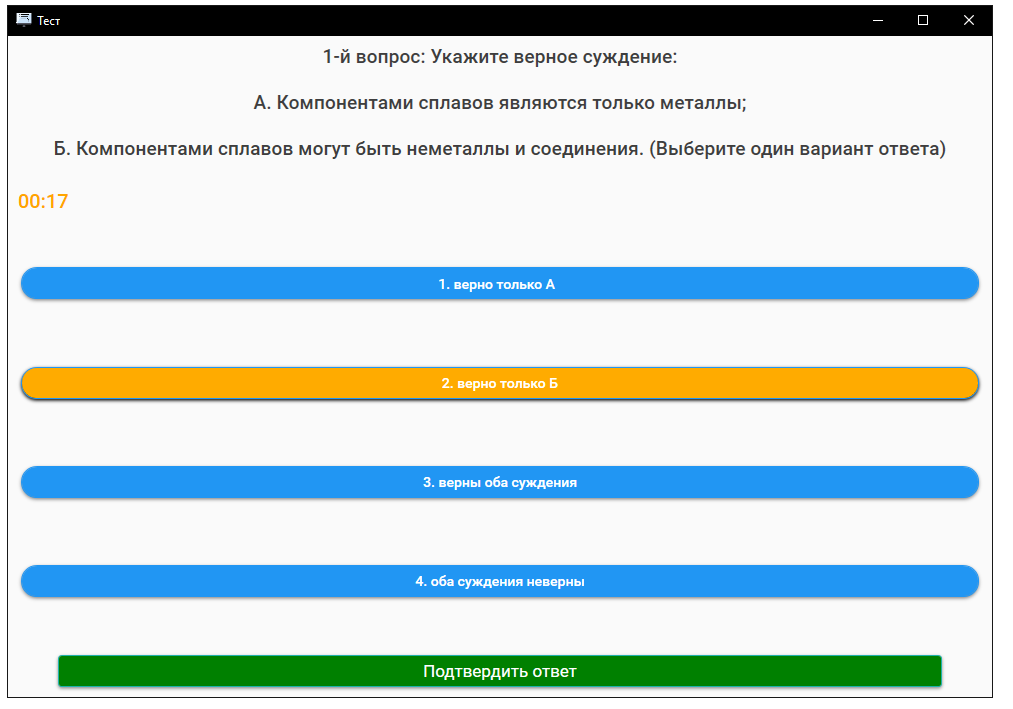 Тест
1-й вопрос: Укажите верное суждение:
А. Компонентами сплавов являются только металлы;
Б. Компонентами сплавов могут быть неметаллы и соединения. (Выберите один вариант ответа)
00:17
1. верно только А
2. верно только Б
3. верны оба суждения
4. оба суждения неверны
Подтвердить ответ